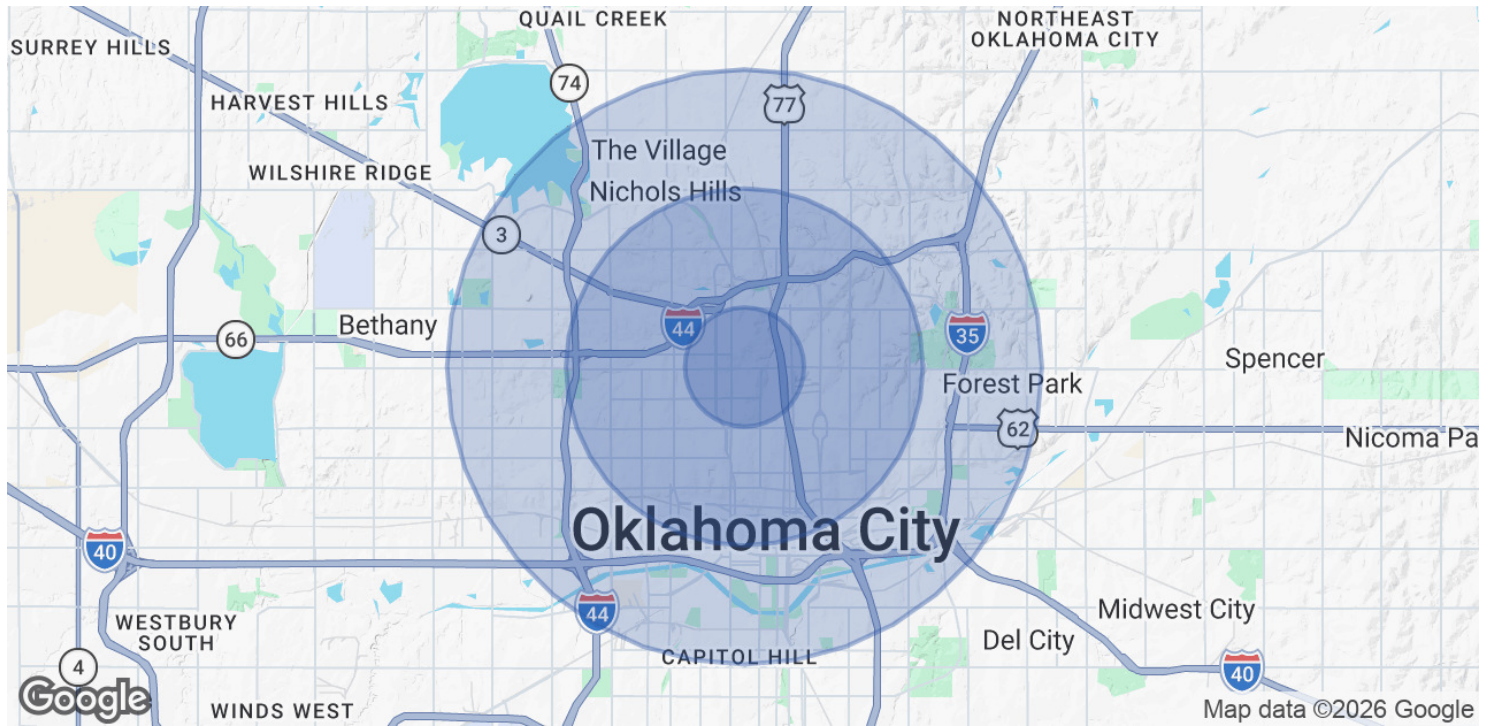 QUAIL CREEK
NORTHEAST
OKLAHOMA CITY
SURREY HILLS
74
77
HARVEST HILLS
The Village
WILSHIRE RIDGE
Nichols Hills
3
Bethany
44
35
66
Spencer
Forest Park
62
Nicoma Pa
Oklahoma City
40
WESTBURY
SOUTH
44
Midwest City
Del City
CAPITOL HILL
4
40
Google
WINDS WEST
Map data ©2026 Google